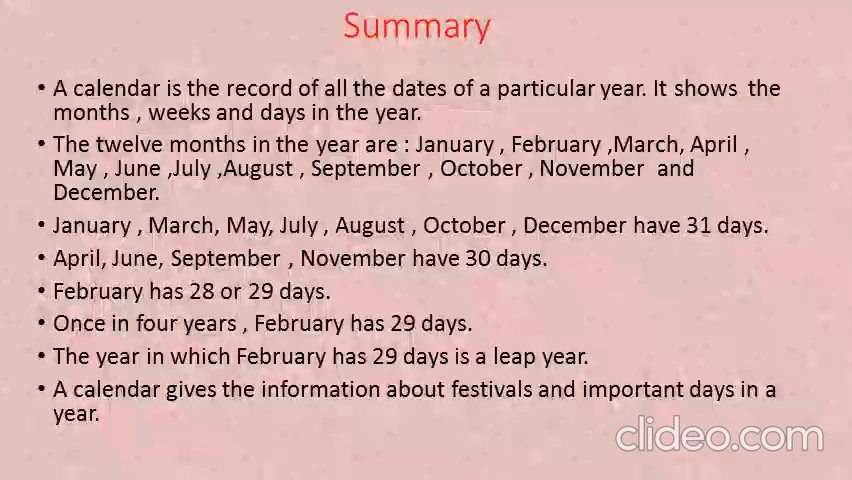 Summary
• A calendar is the record of all the dates of a particular year. It shows the
months , weeks and days in the year.
• The twelve months in the year are : January , February ,March, April ,
May , June ,July ,August , September , October , November and
December.
• January , March, May, July , August , October , December have 31 days.
• April, June, September , November have 30 days.
• February has 28 or 29 days.
• Once in four years , February has 29 days.
• The year in which February has 29 days is a leap year.
• A calendar gives the information about festivals and important days in a
year.
clideo.com